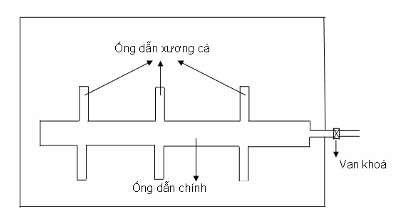 Ống dẫn xương cá
Van khoá
Ống dẫn chính